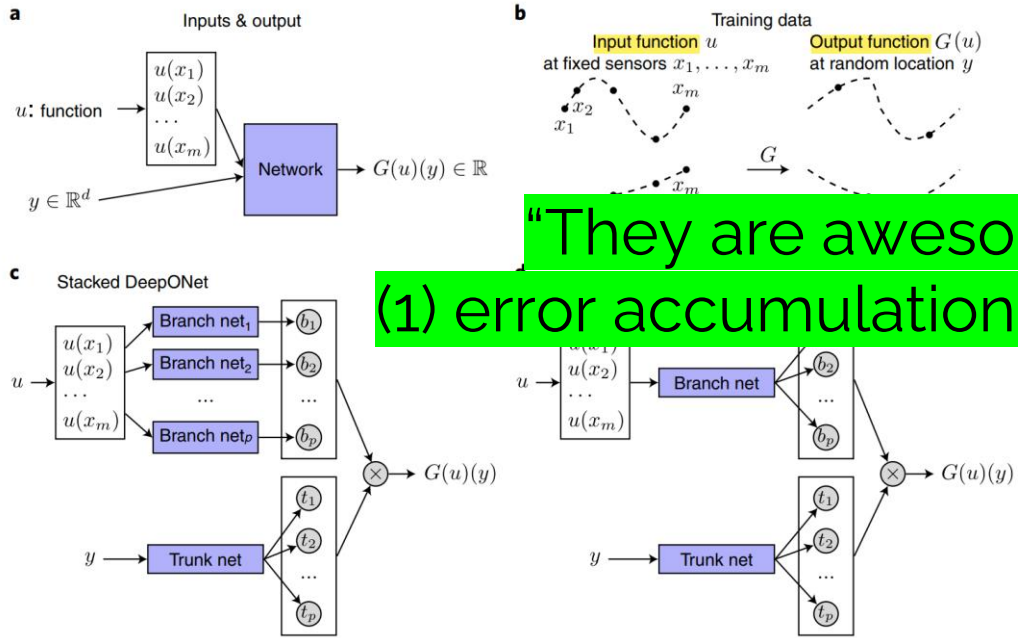 a
Inputs & output
u: function
u(x₁)
u(x₂)
...
u(xₘ)
y ∈ ℝᵈ
Network
G(u)(y) ∈ ℝ
b
Training data
Input function u
at fixed sensors x₁, . . . , xₘ
Output function G(u)
at random location y
x₁
x₂
xₘ
xₘ
G
“They are aweso
(1) error accumulation
c
Stacked DeepONet
u
u(x₁)
u(x₂)
...
u(xₘ)
Branch net₁
Branch net₂
...
Branch netₚ
b₁
b₂
...
bₚ
G(u)(y)
y
Trunk net
t₁
t₂
...
tₚ
u
u(x₁)
u(x₂)
...
u(xₘ)
Branch net
b₂
...
bₚ
G(u)(y)
y
Trunk net
t₁
t₂
...
tₚ